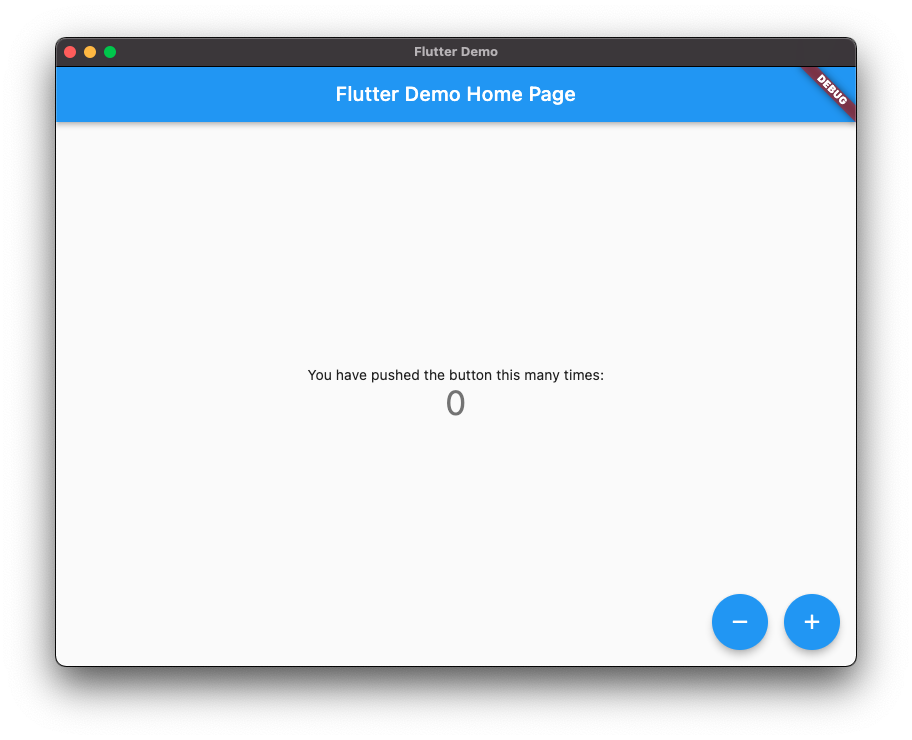 Flutter Demo
Flutter Demo Home Page
DEBUG
You have pushed the button this many times:
0
− +